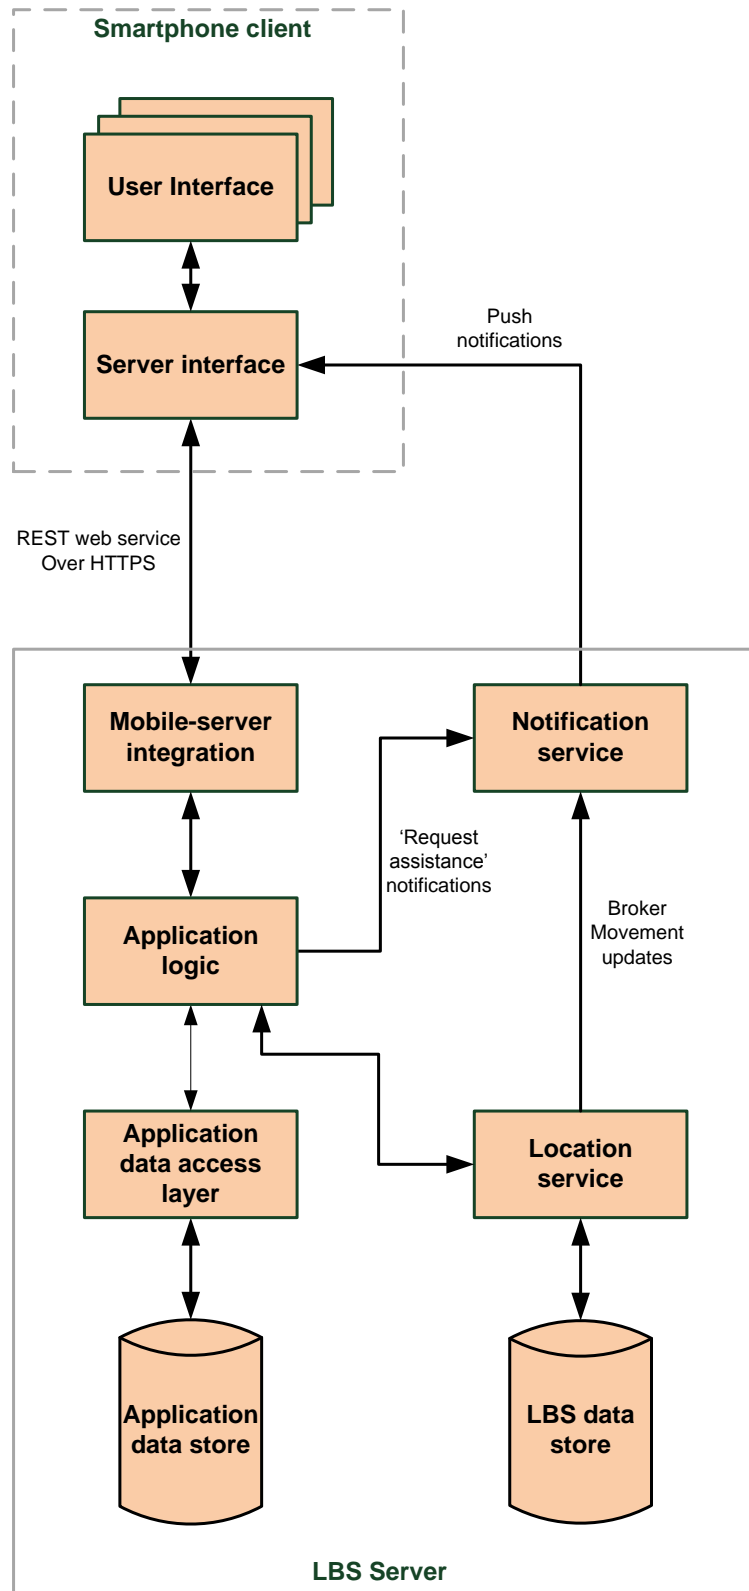 Smartphone client
User Interface
Server interface
Push
notifications
REST web service
Over HTTPS
Mobile-server
integration
Notification
service
‘Request
assistance’
notifications
Application
logic
Broker
Movement
updates
Application
data access
layer
Location
service
Application
data store
LBS data
store
LBS Server